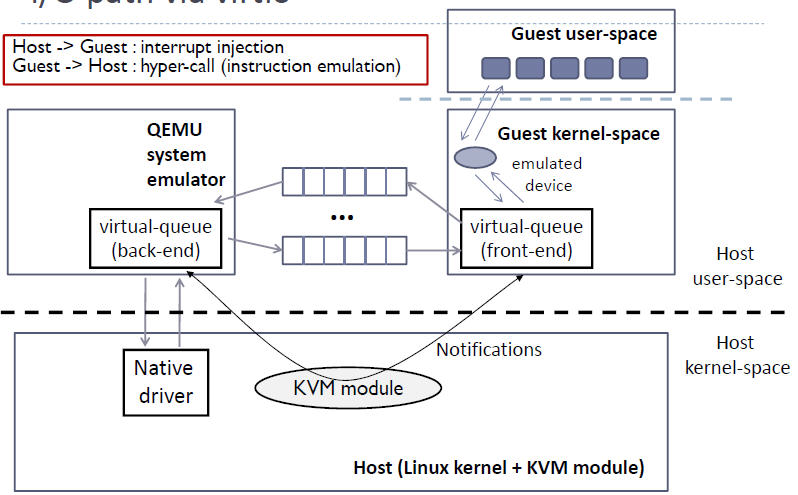 I/O path via virtio
Host -> Guest : interrupt injection
Guest -> Host : hyper-call (instruction emulation)
Guest user-space
QEMU
system
emulator
Guest kernel-space
emulated
device
...
virtual-queue
(back-end)
virtual-queue
(front-end)
Host
user-space
Host
kernel-space
Notifications
Native
driver
KVM module
Host (Linux kernel + KVM module)